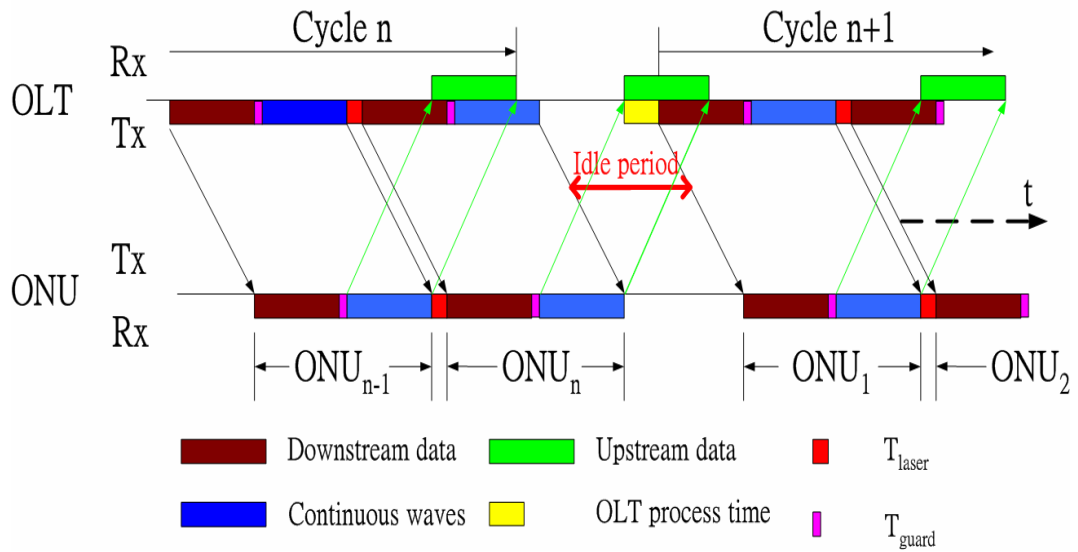 Cycle n
Cycle n+1
Rx
OLT
Tx
Idle period
t
Tx
ONU
Rx
ONUn-1
ONUn
ONU1
ONU2
Downstream data
Upstream data
Tlaser
Continuous waves
OLT process time
Tguard